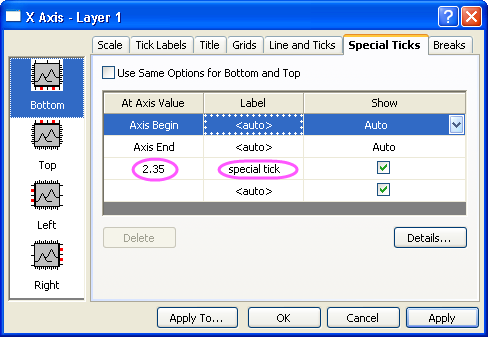 X Axis - Layer 1
Scale Tick Labels Title Grids Line and Ticks Special Ticks Breaks
Bottom
Top
Left
Right
Use Same Options for Bottom and Top
At Axis Value Label Show
Axis Begin <auto> Auto
Axis End <auto> Auto
2.35 special tick
<auto>
Delete Details...
Apply To... OK Cancel Apply